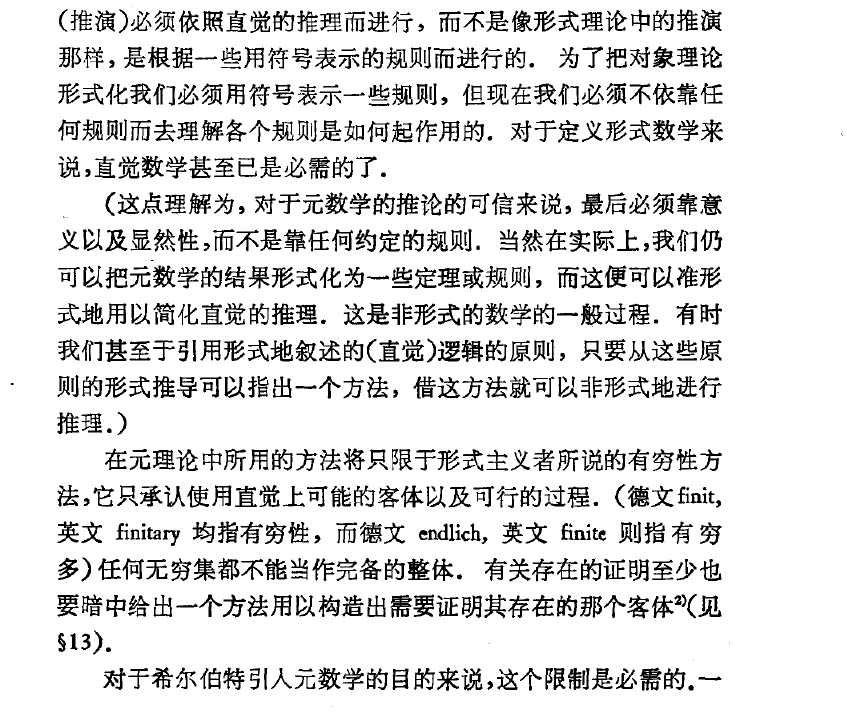 (推演)必须依照直觉的推理而进行，而不是像形式理论中的推演
那样，是根据一些用符号表示的规则而进行的．为了把对象理论
形式化我们必须用符号表示一些规则，但现在我们必须不依靠任
何规则而去理解各个规则是如何起作用的．对于定义形式数学来
说，直觉数学甚至已是必需的了．
(这点理解为，对于元数学的推论的可信来说，最后必须靠意
义以及显然性，而不是靠任何约定的规则．当然在实际上，我们仍
可以把元数学的结果形式化为一些定理或规则，而这便可以准形
式地用以简化直觉的推理．这是非形式的数学的一般过程．有时
我们甚至于引用形式地叙述的(直觉)逻辑的原则，只要从这些原
则的形式推导可以指出一个方法，借这方法就可以非形式地进行
推理．)
在元理论中所用的方法将只限于形式主义者所说的有穷性方
法，它只承认使用直觉上可能的客体以及可行的过程．(德文 finit,
英文 finitary 均指有穷性，而德文 endlich, 英文 finite 则指有穷
多)任何无穷集都不能当作完备的整体．有关存在的证明至少也
要暗中给出一个方法用以构造出需要证明其存在的那个客体²⁾(见
§13)．
对于希尔伯特引人元数学的目的来说，这个限制是必需的．一